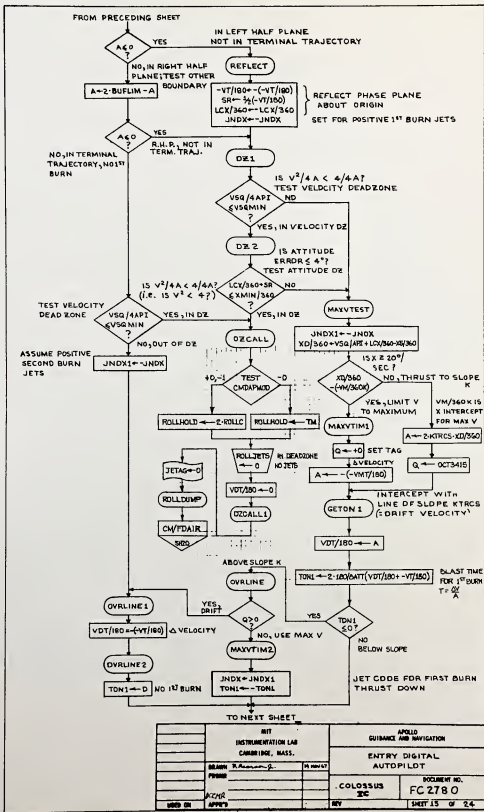 FROM PRECEDING SHEET
A≤0
?
YES
IN LEFT HALF PLANE
NOT IN TERMINAL TRAJECTORY
NO, IN RIGHT HALF
PLANE; TEST OTHER
BOUNDARY
REFLECT
A←2·BUFLIM-A
-VT/180←-(-VT/180)
SR← ½(-VT/180)
LCX/360←-LCX/360
JNDX←-JNDX
REFLECT PHASE PLANE
ABOUT ORIGIN
SET FOR POSITIVE 1ST BURN JETS
A≤0
?
YES
R.H.P., NOT IN
TERM. TRAJ.
NO, IN TERMINAL
TRAJECTORY, NO 1ST
BURN
DZ1
IS V²/4A < 4/4A?
TEST VELOCITY DEADZONE
VSQ/4API
≤VSQMIN
?
NO
YES, IN VELOCITY DZ
DZ2
IS ATTITUDE
ERROR ≤ 4°?
TEST ATTITUDE DZ
IS V²/4A < 4/4A?
(i.e. IS V² < 4?)
LCX/360+SR
≤XMIN/360
?
NO
TEST VELOCITY
DEAD ZONE
VSQ/4API
≤VSQMIN
?
YES, IN DZ
YES, IN DZ
MAXVTEST
NO, OUT OF DZ
DZCALL
JNDX1←-JNDX
XD/360←VSQ/API+LCX/360-XS/360
ASSUME POSITIVE
SECOND BURN
JETS
JNDX1←-JNDX
IS X ≥ 20°/
SEC?
+0,-1
TEST
CMDAPMOD
-0
XD/360
-(VM/360K)
?
NO, THRUST TO SLOPE
K
YES, LIMIT V
TO MAXIMUM
VM/360K IS
X INTERCEPT
FOR MAX V
ROLLHOLD←2·ROLLC
ROLLHOLD←TM
MAXVTIM1
A←2·KTRCS·XD/360
Q←+0
SET TAG
ROLLJETS
←0
IN DEADZONE
NO JETS
JETAG←0
ΔVELOCITY
A←-(-VMT/180)
Q←OCT3415
VDT/180←0
ROLLDUMP
DZCALL1
INTERCEPT WITH
LINE OF SLOPE KTRCS
(=DRIFT VELOCITY)
GETON1
CM/FDAIR
SH20
VDT/180←A
ABOVE SLOPE K
OVRLINE
TON1←2·180/BATT(VDT/180+-VT/180)
BLAST TIME
FOR 1ST BURN
T=ΔV/A
OVRLINE1
YES,
DRIFT
Q>0
?
YES
TON1
≤0?
VDT/180=-(-VT/180)
Δ VELOCITY
NO, USE MAX V
NO
BELOW SLOPE
OVRLINE2
MAXVTIM2
TON1←0
NO 1ST BURN
JNDX←JNDX1
TON1←-TON1
JET CODE FOR FIRST BURN
THRUST DOWN
TO NEXT SHEET
MIT
INSTRUMENTATION LAB
CAMBRIDGE, MASS.
APOLLO
GUIDANCE AND NAVIGATION
DRAWN
ENTRY DIGITAL
AUTOPILOT
COLOSSUS
DOCUMENT NO.
FC 2780
USED ON
APPR'D
REV
SHEET 15 OF 24